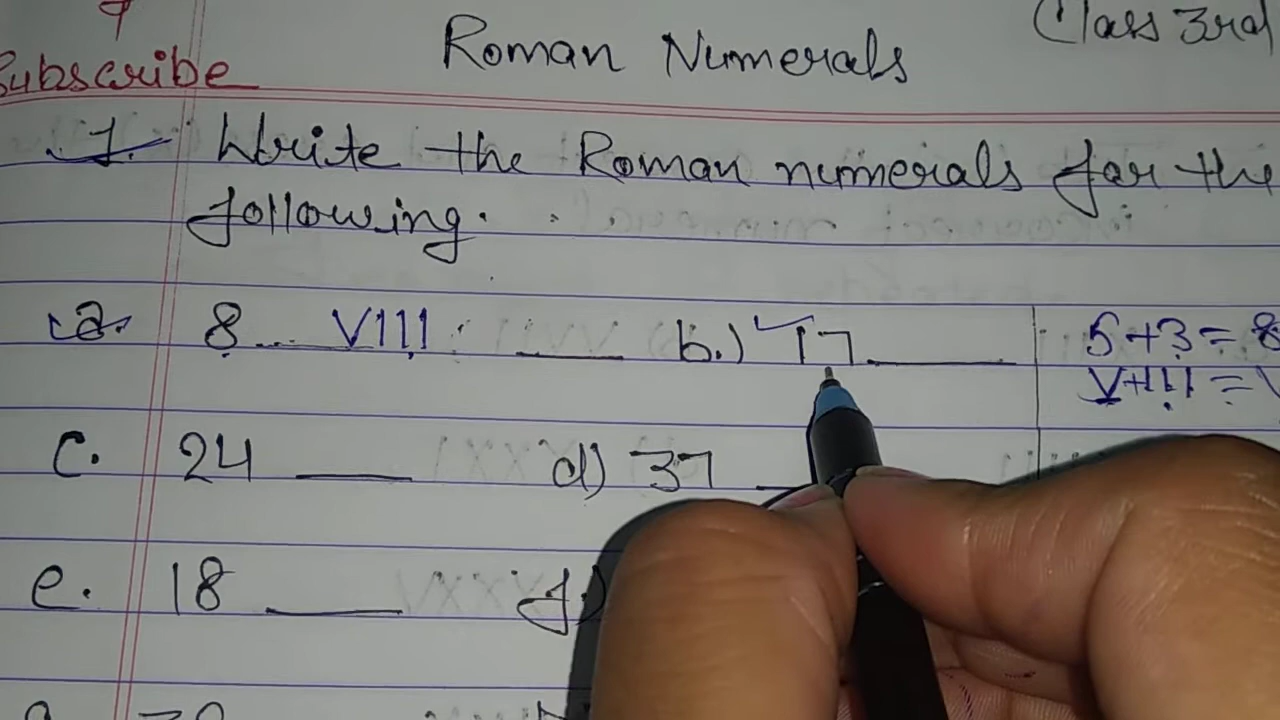 Subscribe
Roman Numerals
Class 3rd
1. Write the Roman numerals for the
following.
a. 8 VIII b.) 17
5+3=8
V+III=V
c. 24 d) 37
e. 18 f.)